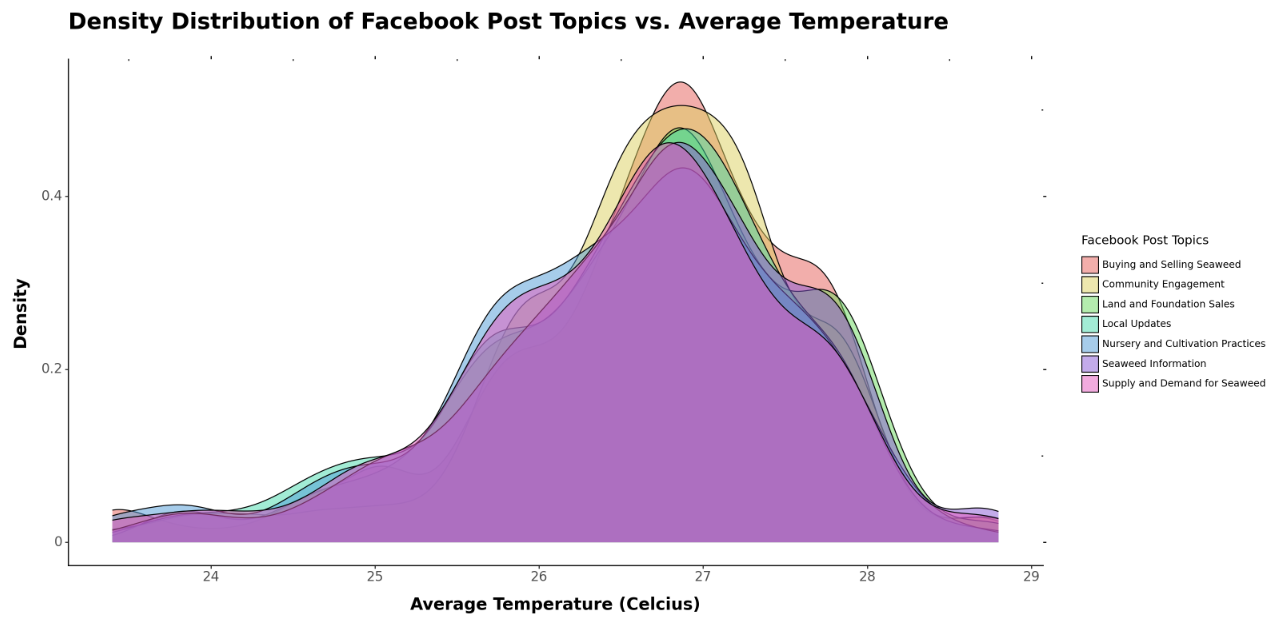 Density Distribution of Facebook Post Topics vs. Average Temperature
Density
0.4
0.2
0
24 25 26 27 28 29
Average Temperature (Celcius)
Facebook Post Topics
Buying and Selling Seaweed
Community Engagement
Land and Foundation Sales
Local Updates
Nursery and Cultivation Practices
Seaweed Information
Supply and Demand for Seaweed